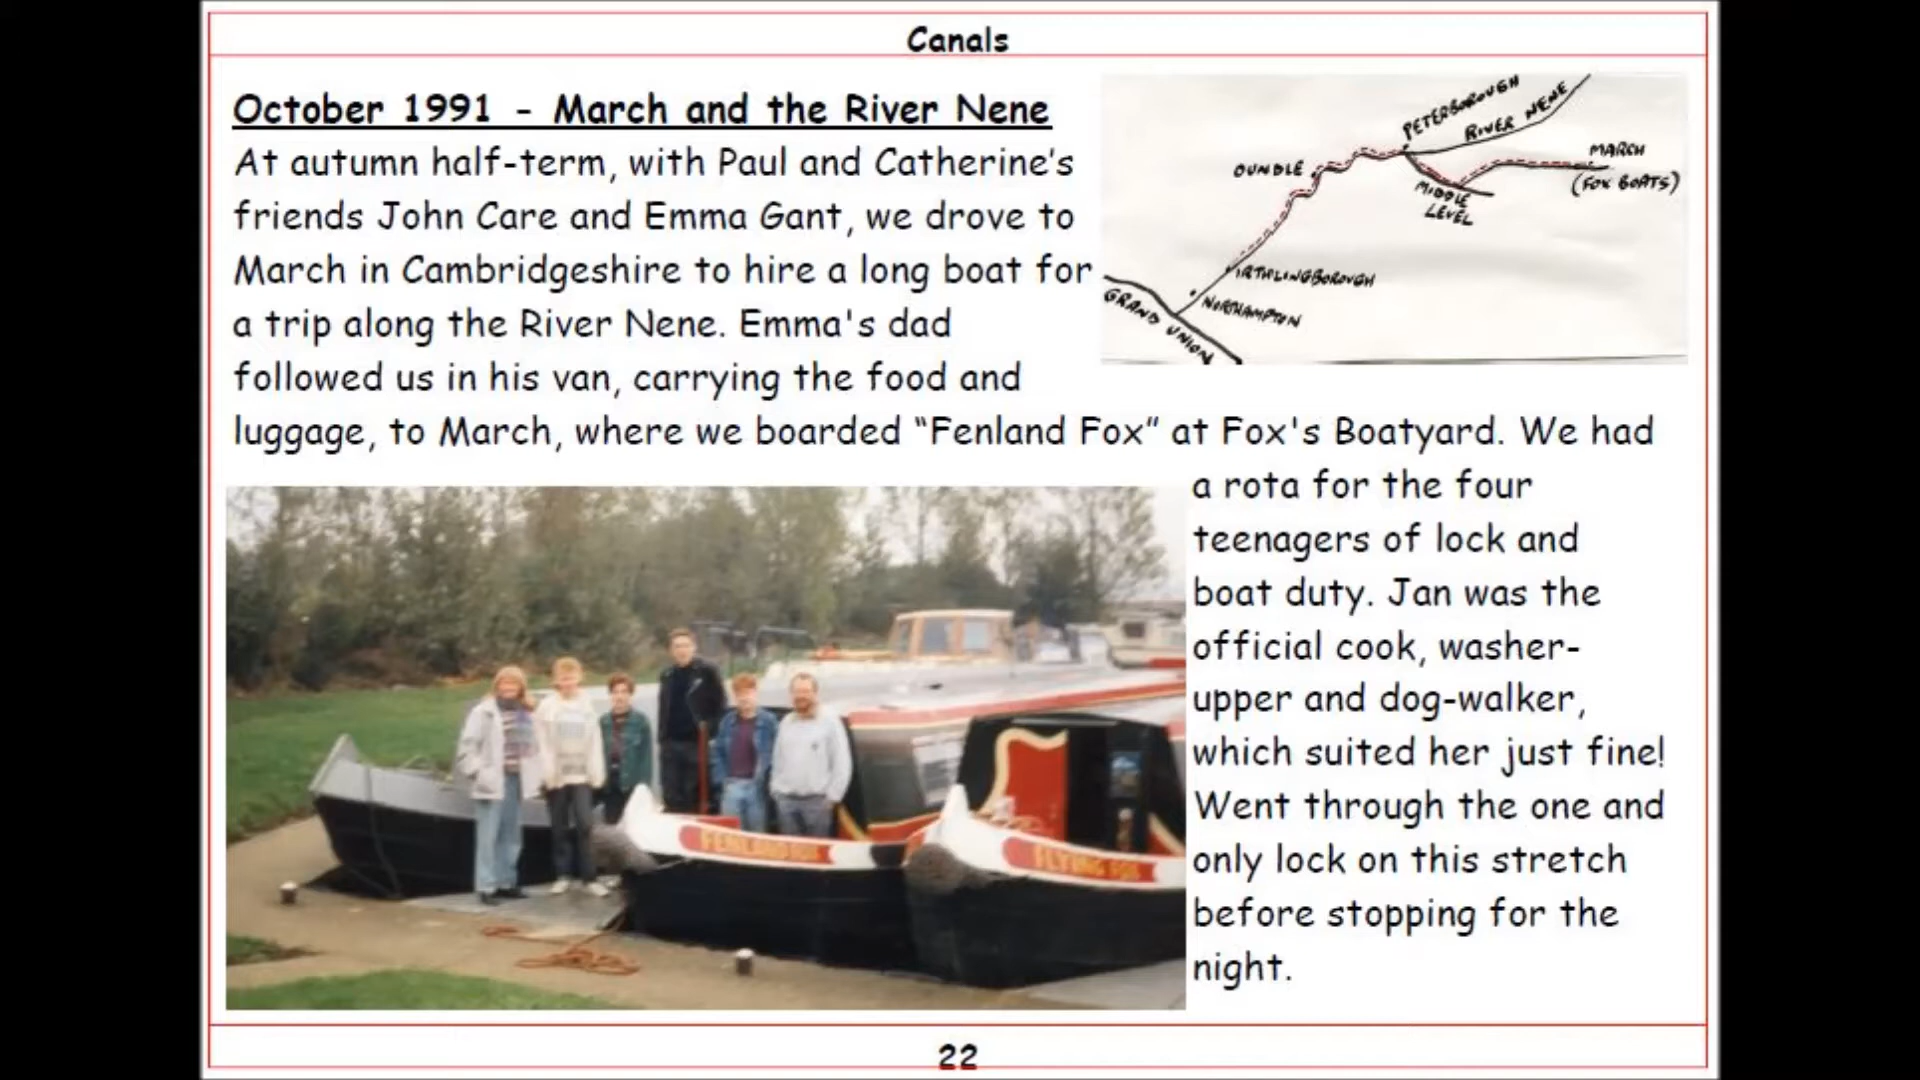 Canals
October 1991 - March and the River Nene
At autumn half-term, with Paul and Catherine's
friends John Care and Emma Gant, we drove to
March in Cambridgeshire to hire a long boat for
a trip along the River Nene. Emma's dad
followed us in his van, carrying the food and
luggage, to March, where we boarded “Fenland Fox” at Fox's Boatyard. We had
a rota for the four
teenagers of lock and
boat duty. Jan was the
official cook, washer-
upper and dog-walker,
which suited her just fine!
Went through the one and
only lock on this stretch
before stopping for the
night.
PETERBOROUGH
RIVER NENE
OUNDLE
MARCH
(FOX BOATS)
MIDDLE
LEVEL
IRTHLINGBOROUGH
NORTHAMPTON
GRAND UNION
FENLAND FOX
FLYING FOX
22